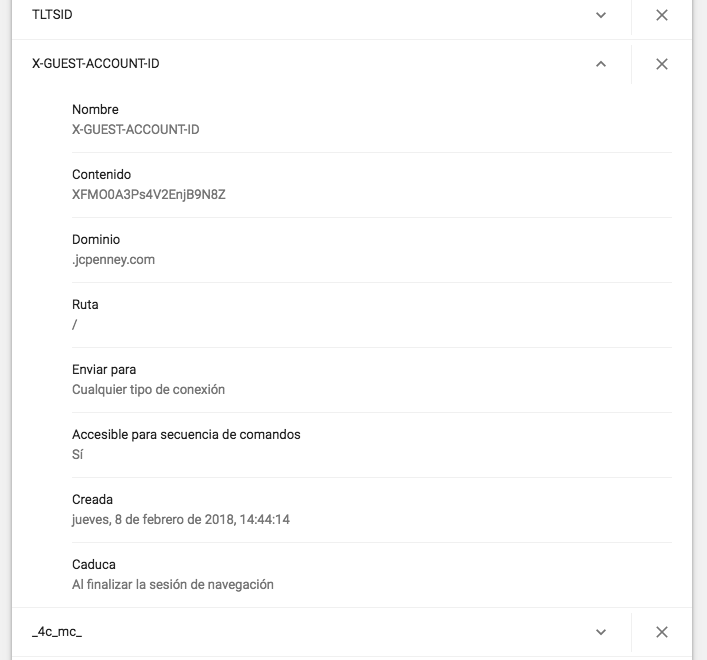 TLTSID
X-GUEST-ACCOUNT-ID
Nombre
X-GUEST-ACCOUNT-ID
Contenido
XFMO0A3Ps4V2EnjB9N8Z
Dominio
.jcpenney.com
Ruta
/
Enviar para
Cualquier tipo de conexión
Accesible para secuencia de comandos
Sí
Creada
jueves, 8 de febrero de 2018, 14:44:14
Caduca
Al finalizar la sesión de navegación
_4c_mc_